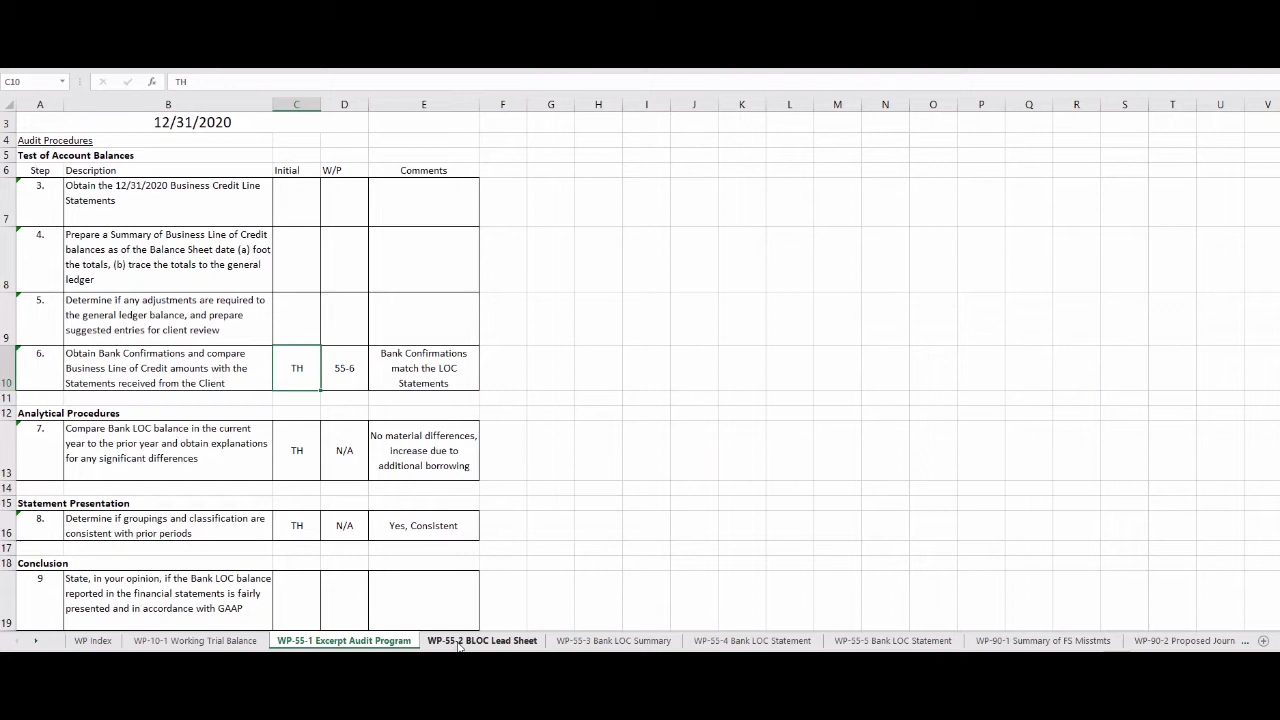 C10 fx TH
A B C D E F G H I J K L M N O P Q R S T U V
3 12/31/2020
4 Audit Procedures
5 Test of Account Balances
6 Step Description Initial W/P Comments
3. Obtain the 12/31/2020 Business Credit Line
Statements
7
4. Prepare a Summary of Business Line of Credit
balances as of the Balance Sheet date (a) foot
the totals, (b) trace the totals to the general
ledger
8
5. Determine if any adjustments are required to
the general ledger balance, and prepare
suggested entries for client review
9
6. Obtain Bank Confirmations and compare Bank Confirmations
Business Line of Credit amounts with the TH 55-6 match the LOC
Statements received from the Client Statements
10
11
12 Analytical Procedures
7. Compare Bank LOC balance in the current No material differences,
year to the prior year and obtain explanations TH N/A increase due to
for any significant differences additional borrowing
13
14
15 Statement Presentation
8. Determine if groupings and classification are TH N/A Yes, Consistent
consistent with prior periods
16
17
18 Conclusion
9 State, in your opinion, if the Bank LOC balance
reported in the financial statements is fairly
presented and in accordance with GAAP
19
WP Index WP-10-1 Working Trial Balance WP-55-1 Excerpt Audit Program WP-55-2 BLOC Lead Sheet WP-55-3 Bank LOC Summary WP-55-4 Bank LOC Statement WP-55-5 Bank LOC Statement WP-90-1 Summary of FS Misstmts WP-90-2 Proposed Journ ...